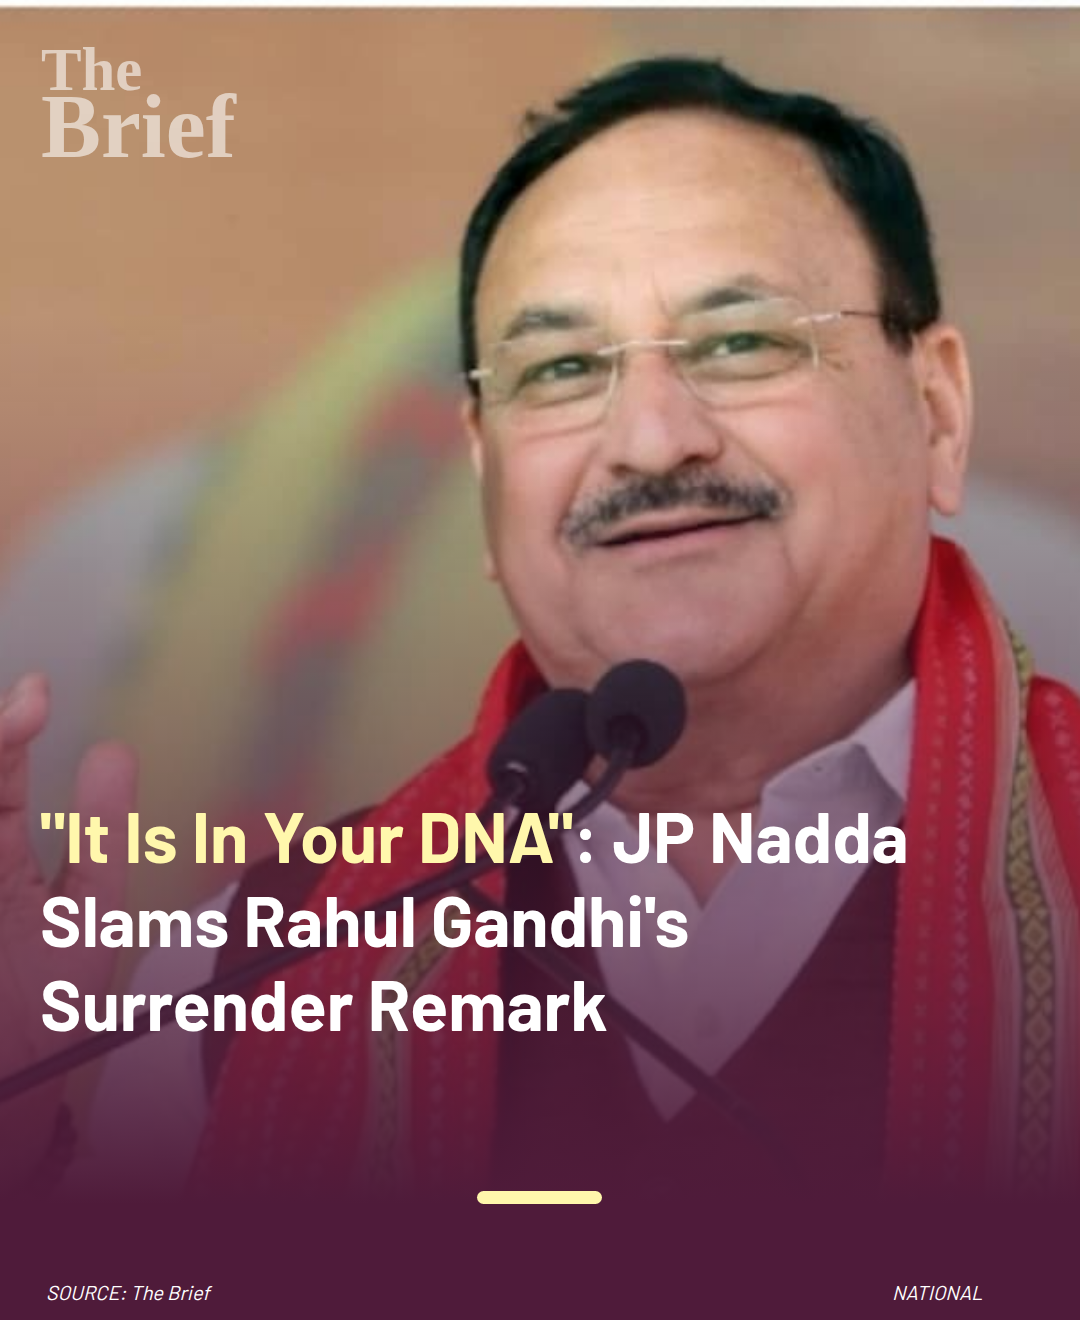 The
Brief
"It Is In Your DNA": JP Nadda
Slams Rahul Gandhi's
Surrender Remark
SOURCE: The Brief
NATIONAL